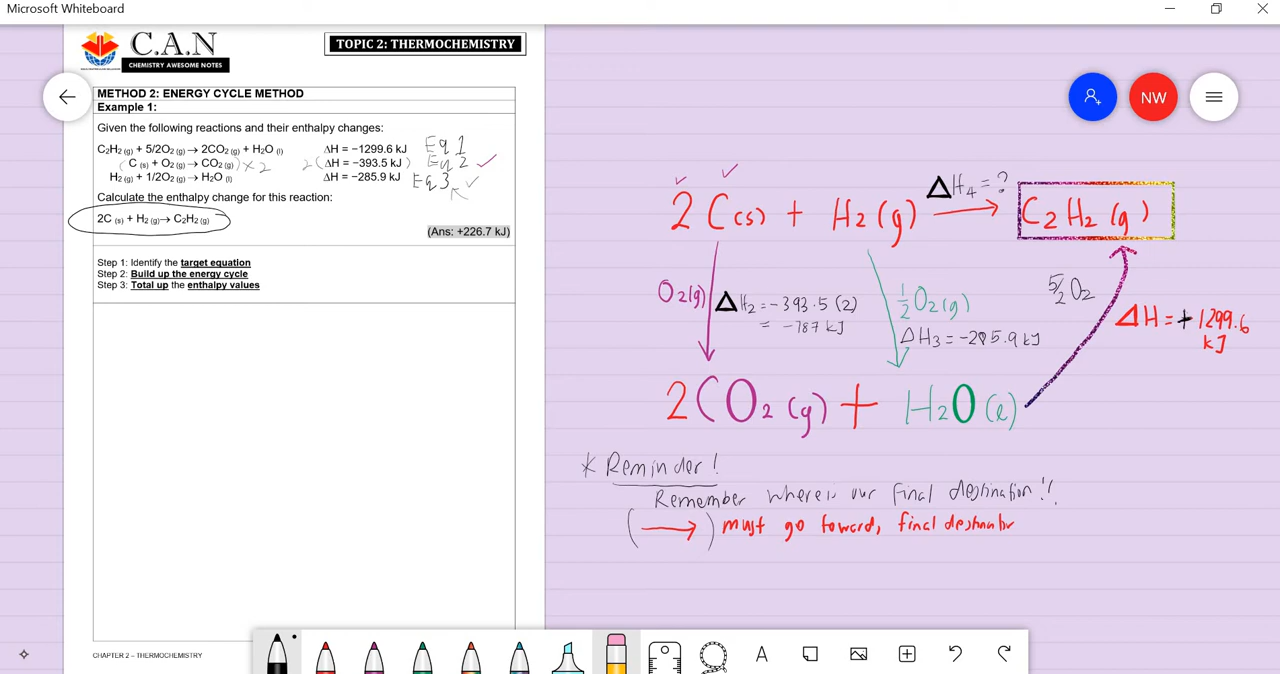 Microsoft Whiteboard
C.A.N
CHEMISTRY AWESOME NOTES
TOPIC 2: THERMOCHEMISTRY
METHOD 2: ENERGY CYCLE METHOD
Example 1:
Given the following reactions and their enthalpy changes:
C₂H₂ (g) + 5/2O₂ (g) → 2CO₂ (g) + H₂O (l) ΔH = −1299.6 kJ Eq 1
( C (s) + O₂ (g) → CO₂ (g) ) × 2 2 ( ΔH = −393.5 kJ ) Eq 2 ✓
H₂ (g) + 1/2O₂ (g) → H₂O (l) ΔH = −285.9 kJ Eq 3 ✓
Calculate the enthalpy change for this reaction:
2C (s) + H₂ (g) → C₂H₂ (g)
(Ans: +226.7 kJ)
Step 1: Identify the target equation
Step 2: Build up the energy cycle
Step 3: Total up the enthalpy values
CHAPTER 2 – THERMOCHEMISTRY
NW
ΔH₄ = ?
2 C(s) + H₂ (g) → C₂H₂ (g)
O₂(g) ΔH₂ = −393.5 (2)
= −787 kJ
½O₂(g)
ΔH₃ = −285.9 kJ
5/2 O₂
ΔH = +1299.6
kJ
2CO₂ (g) + H₂O (l)
* Reminder!
Remember where is our final destination!!
( → ) must go toward, final destinatio
A